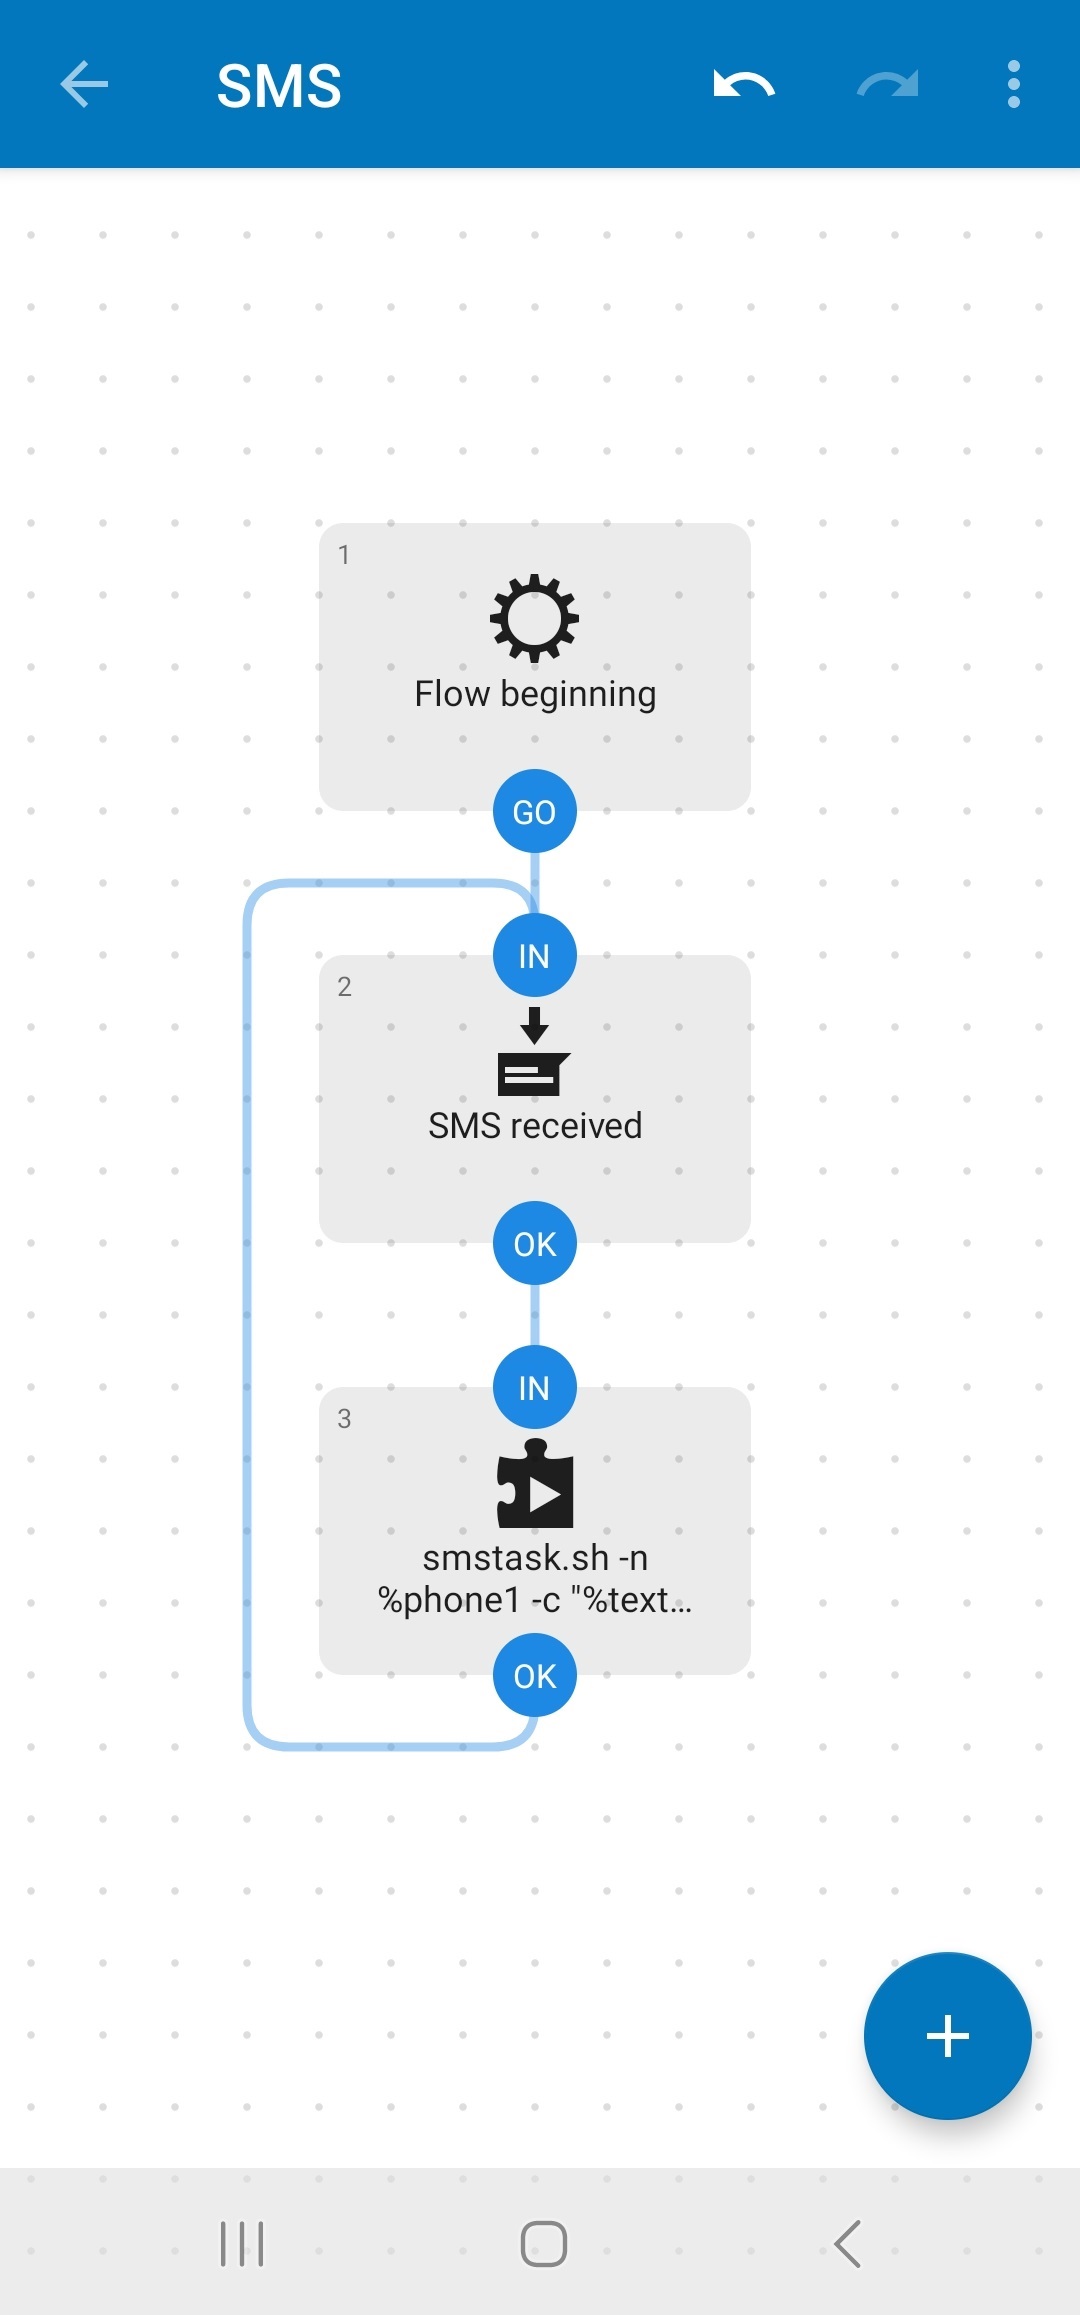 SMS
1
Flow beginning
GO
IN
2
SMS received
OK
IN
3
smstask.sh -n
%phone1 -c "%text…
OK